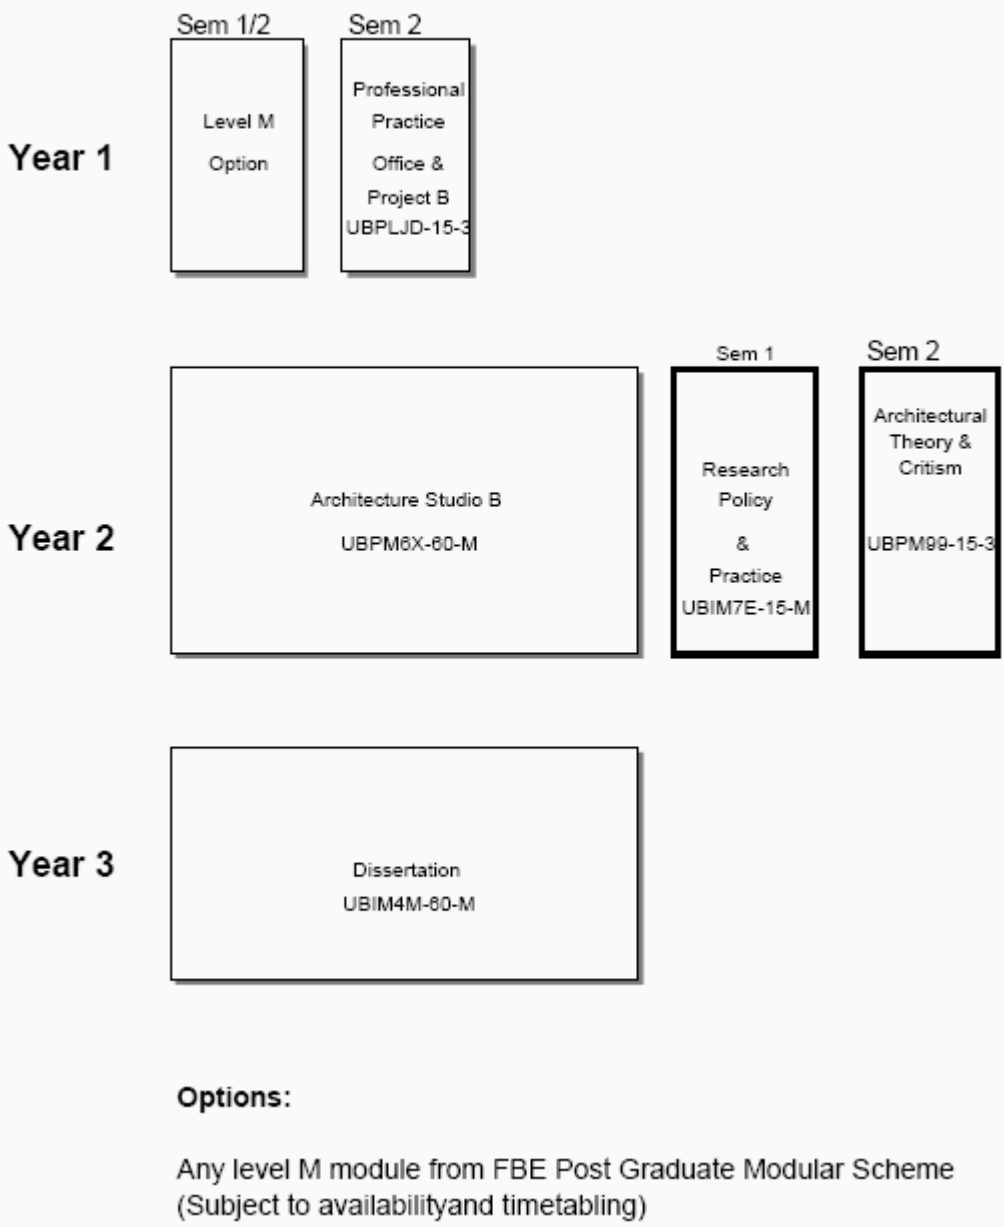 Sem 1/2
Sem 2
Year 1
Level M
Option
Professional
Practice
Office &
Project B
UBPLJD-15-3
Year 2
Architecture Studio B
UBPM6X-60-M
Sem 1
Research
Policy
&
Practice
UBIM7E-15-M
Sem 2
Architectural
Theory &
Critism
UBPM99-15-3
Year 3
Dissertation
UBIM4M-60-M
Options:
Any level M module from FBE Post Graduate Modular Scheme
(Subject to availabilityand timetabling)